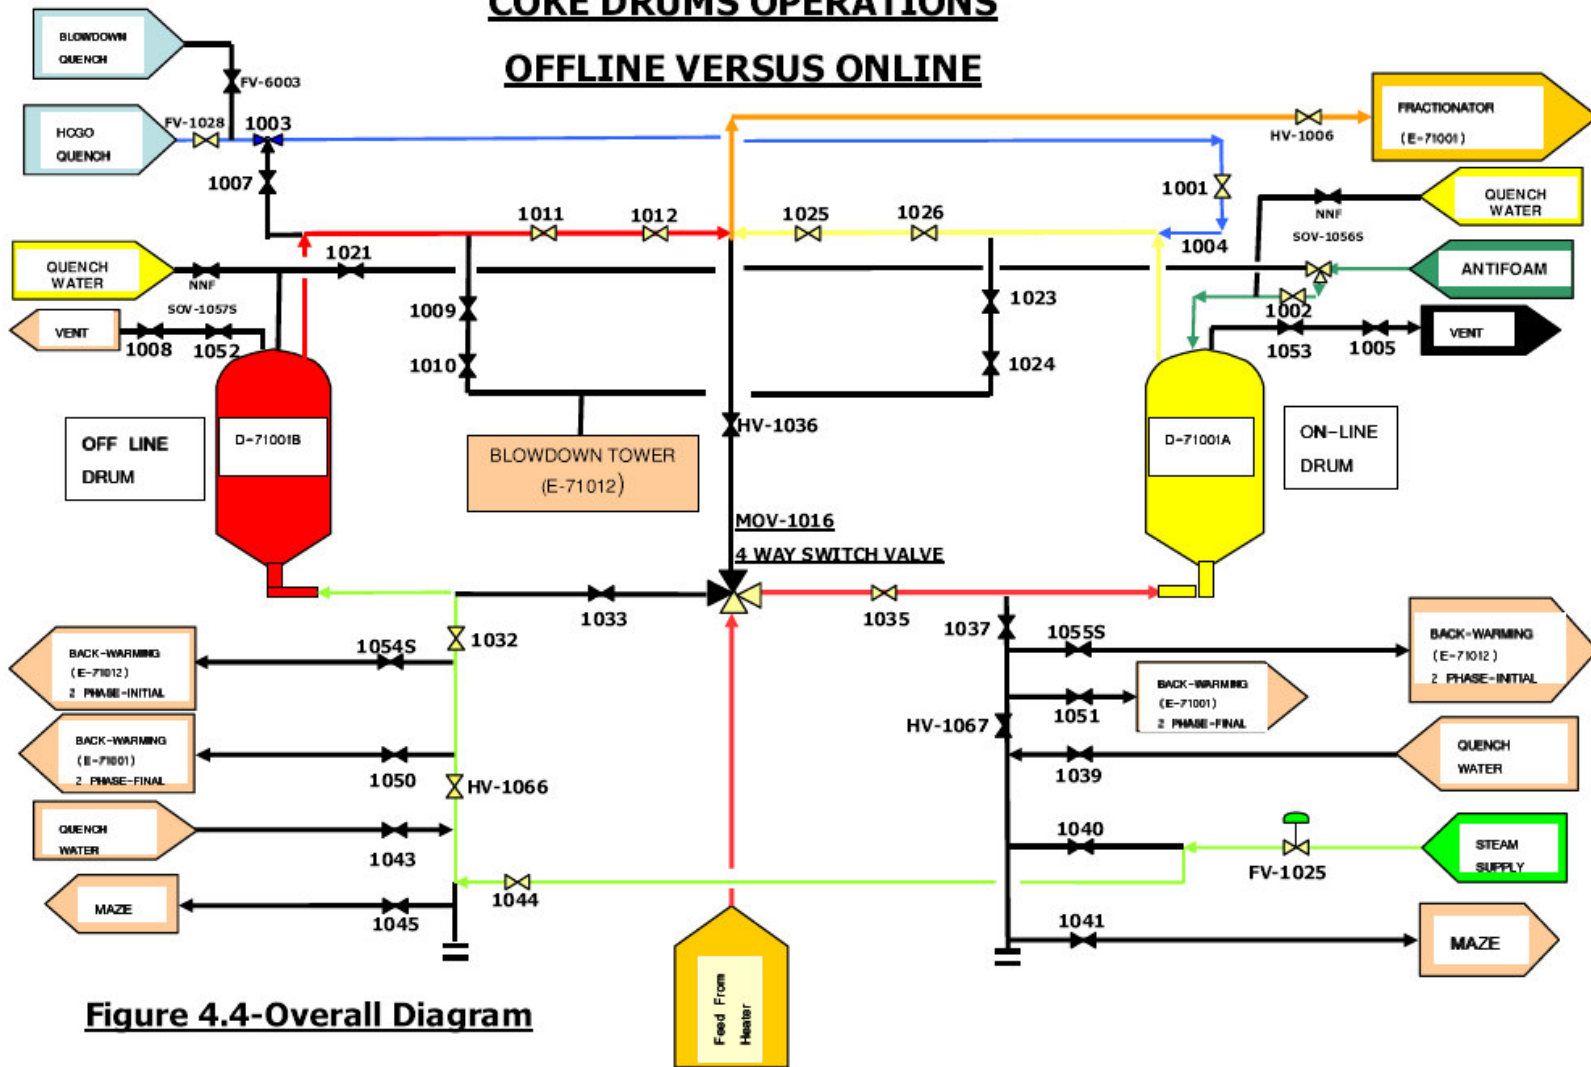 COKE DRUMS OPERATIONS
OFFLINE VERSUS ONLINE
BLOWDOWN
QUENCH
FV-6003
HCGO
QUENCH
FV-1028
1003
1007
HV-1006
FRACTIONATOR
(E-71001)
1001
1004
QUENCH
WATER
NNF
SOV-1056S
ANTIFOAM
1002
1011
1012
1025
1026
QUENCH
WATER
NNF
1021
SOV-1057S
VENT
1008
1052
1009
1010
1023
1024
1053
1005
VENT
OFF LINE
DRUM
D-71001B
BLOWDOWN TOWER
(E-71012)
HV-1036
D-71001A
ON-LINE
DRUM
MOV-1016
4 WAY SWITCH VALVE
1033
1035
1032
1037
BACK-WARMING
(E-71012)
2 PHASE-INITIAL
1054S
1055S
BACK-WARMING
(E-71012)
2 PHASE-INITIAL
BACK-WARMING
(E-71001)
2 PHASE-FINAL
1051
BACK-WARMING
(E-71001)
2 PHASE-FINAL
1050
HV-1066
HV-1067
1039
QUENCH
WATER
QUENCH
WATER
1043
1040
FV-1025
STEAM
SUPPLY
1044
MAZE
1045
1041
MAZE
Feed From
Heater
Figure 4.4-Overall Diagram